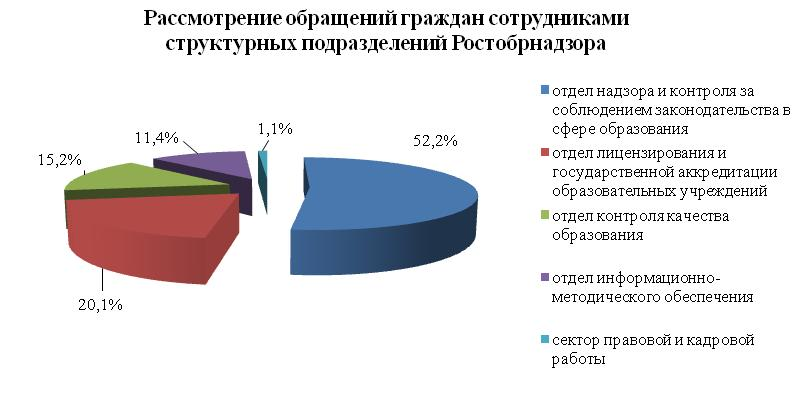 Рассмотрение обращений граждан сотрудниками
структурных подразделений Ростобрнадзора
1,1%
11,4%
52,2%
15,2%
20,1%
отдел надзора и контроля за
соблюдением законодательства в
сфере образования
отдел лицензирования и
государственной аккредитации
образовательных учреждений
отдел контроля качества
образования
отдел информационно-
методического обеспечения
сектор правовой и кадровой
работы